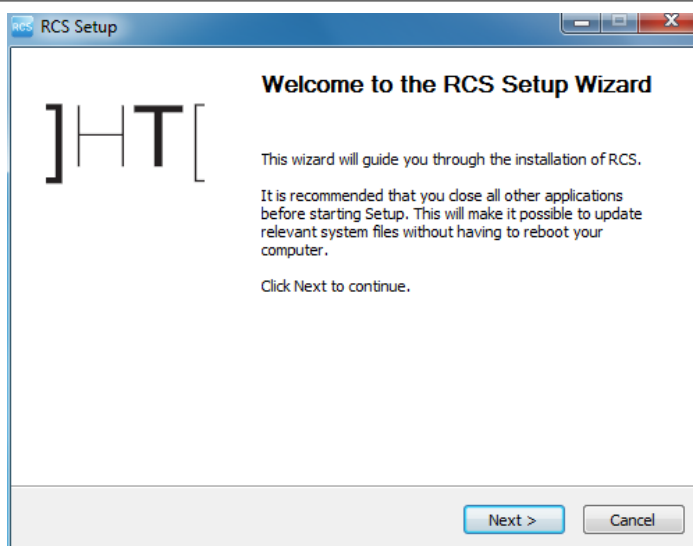 RCS RCS Setup
Welcome to the RCS Setup Wizard
]HT[
This wizard will guide you through the installation of RCS.
It is recommended that you close all other applications
before starting Setup. This will make it possible to update
relevant system files without having to reboot your
computer.
Click Next to continue.
Next >
Cancel